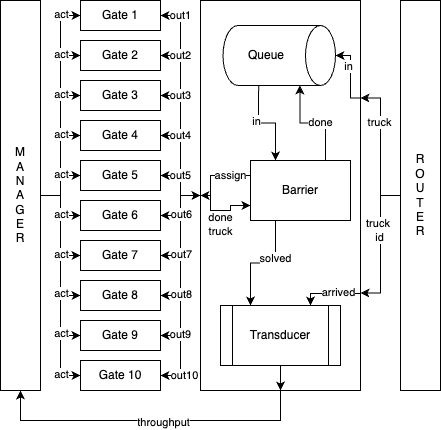 MANAGER
act
Gate 1
out1
act
Gate 2
out2
act
Gate 3
out3
act
Gate 4
out4
act
Gate 5
out5
act
Gate 6
out6
act
Gate 7
out7
act
Gate 8
out8
act
Gate 9
out9
act
Gate 10
out10
Queue
in
in
done
truck
assign
Barrier
done
truck
truck
id
solved
arrived
Transducer
ROUTER
throughput